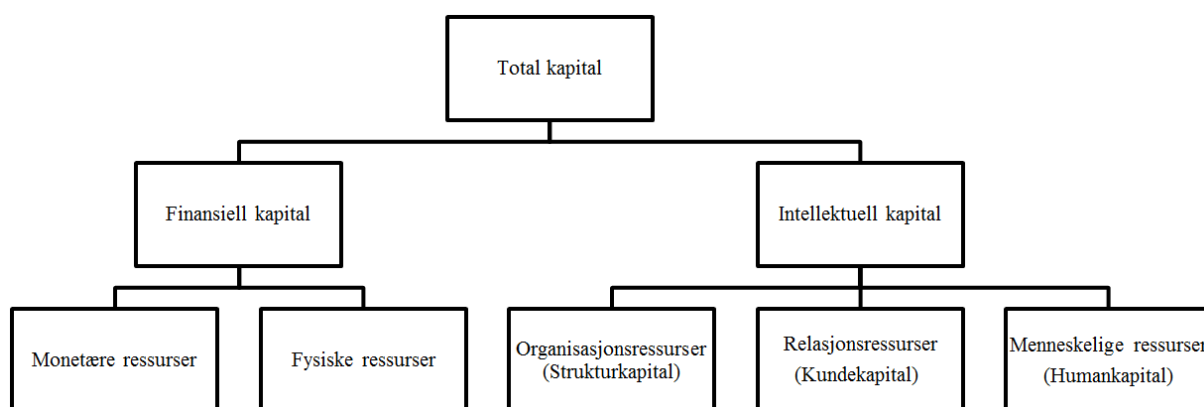 Total kapital
Finansiell kapital
Intellektuell kapital
Monetære ressurser
Fysiske ressurser
Organisasjonsressurser
(Strukturkapital)
Relasjonsressurser
(Kundekapital)
Menneskelige ressurser
(Humankapital)